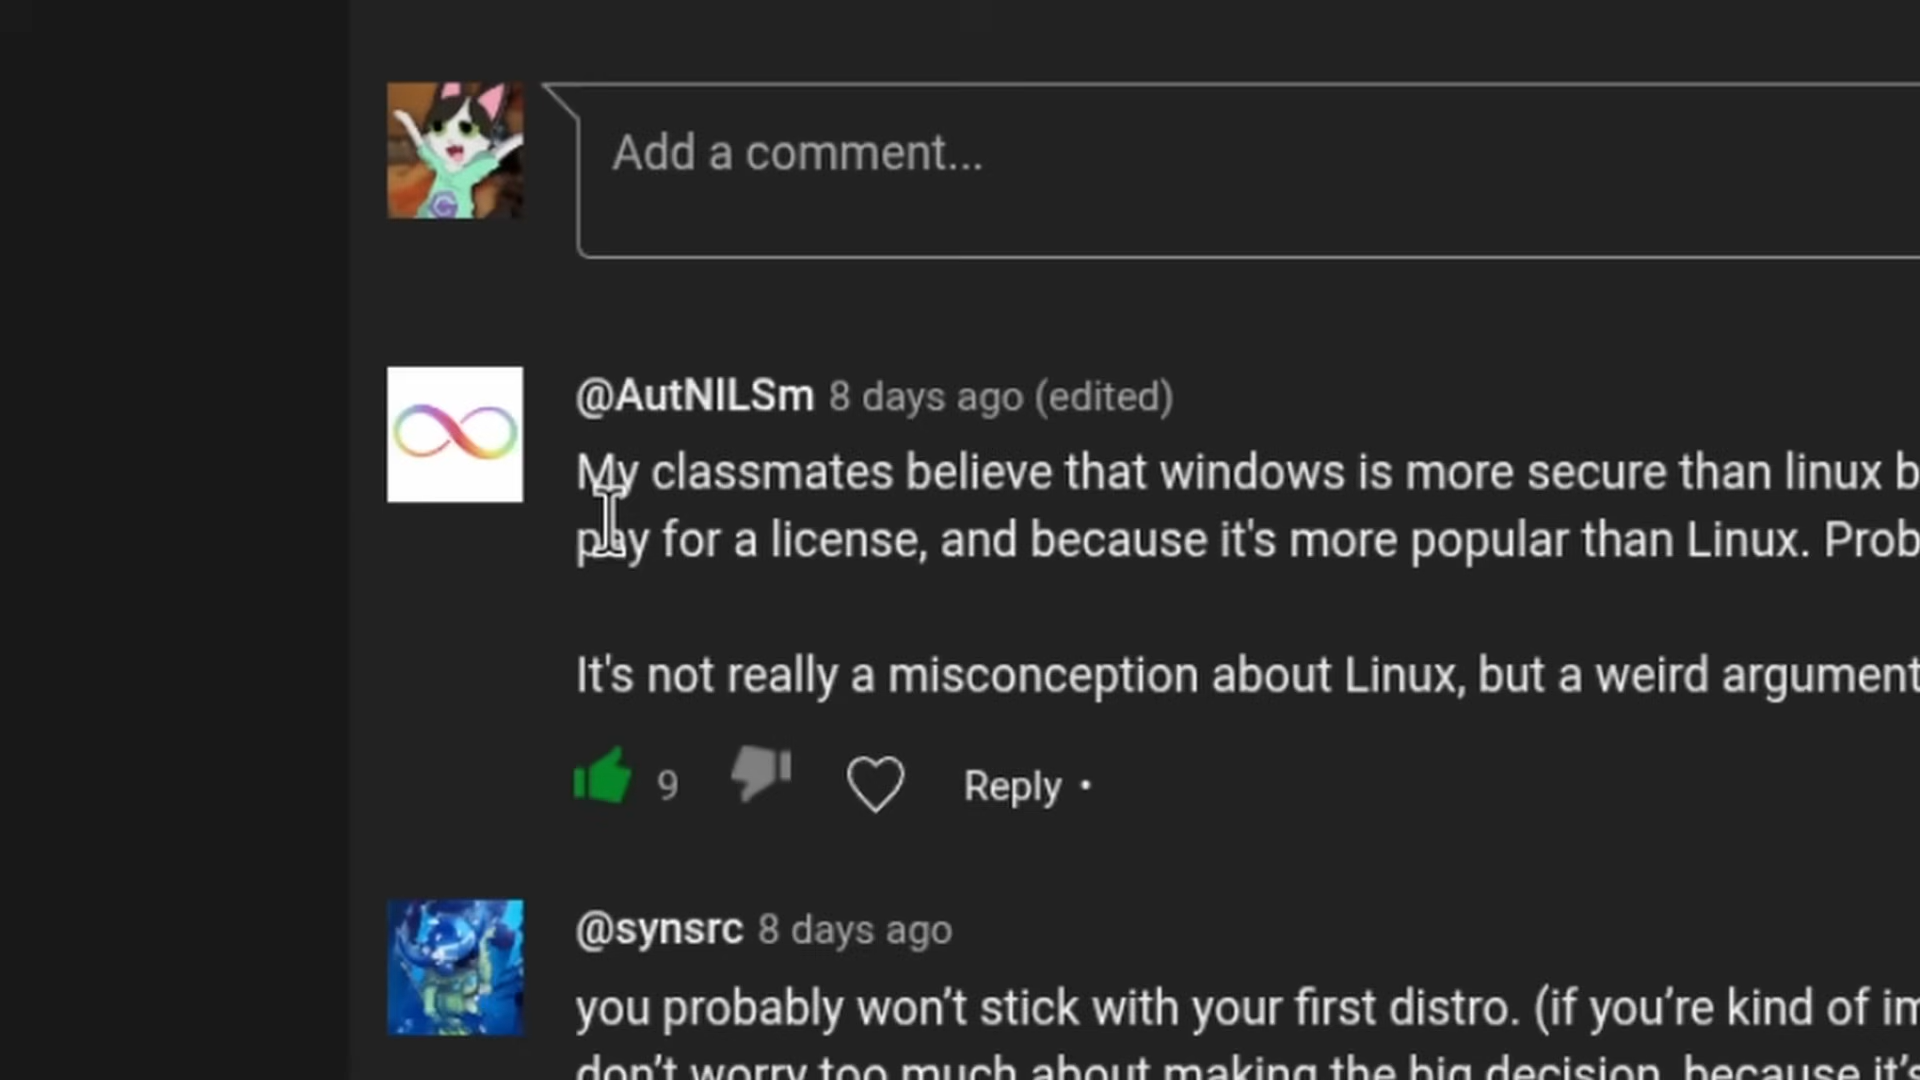 Add a comment...
@AutNILSm 8 days ago (edited)
My classmates believe that windows is more secure than linux b
pay for a license, and because it's more popular than Linux. Prob
It's not really a misconception about Linux, but a weird argument
9 Reply •
@synsrc 8 days ago
you probably won’t stick with your first distro. (if you’re kind of im
don’t worry too much about making the big decision, because it’s